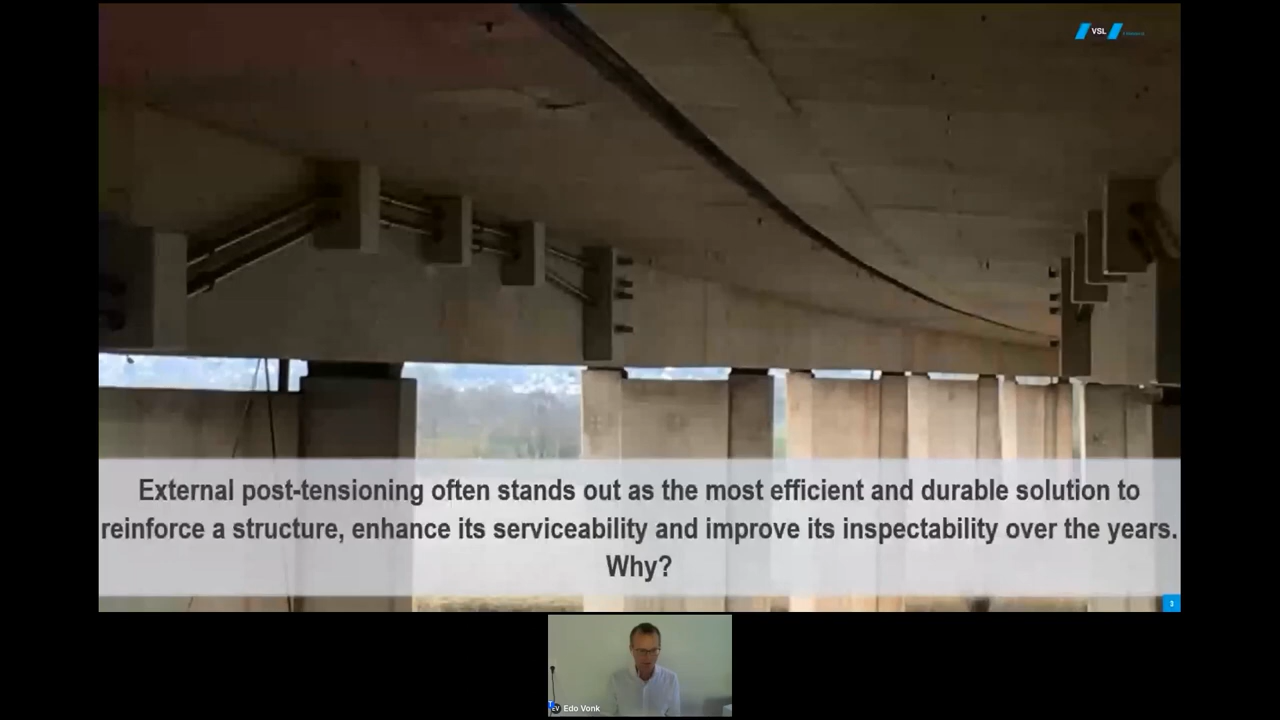 VSL
External post-tensioning often stands out as the most efficient and durable solution to
reinforce a structure, enhance its serviceability and improve its inspectability over the years.
Why?
3
EV Edo Vonk